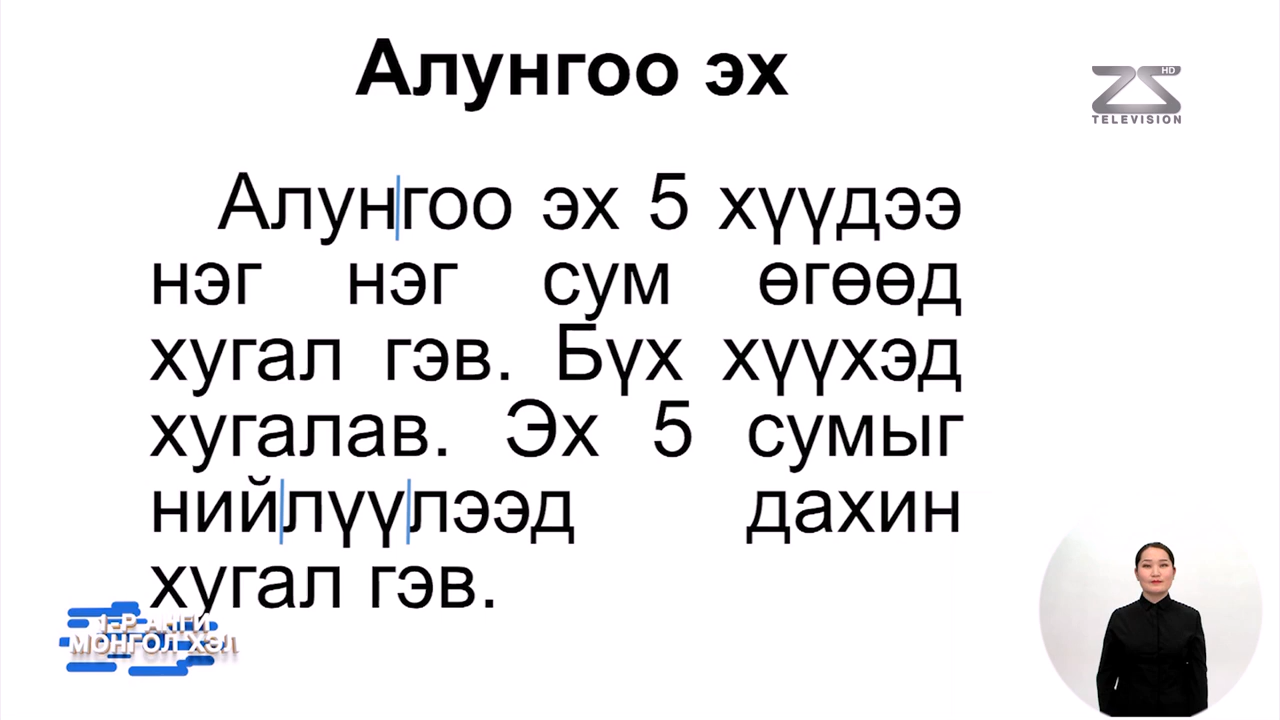 Алунгоо эх
HD
TELEVISION
Алунгоо эх 5 хүүдээ
нэг нэг сум өгөөд
хугал гэв. Бүх хүүхэд
хугалав. Эх 5 сумыг
нийлүүлээд дахин
хугал гэв.
1-Р АНГИ
МОНГОЛ ХЭЛ